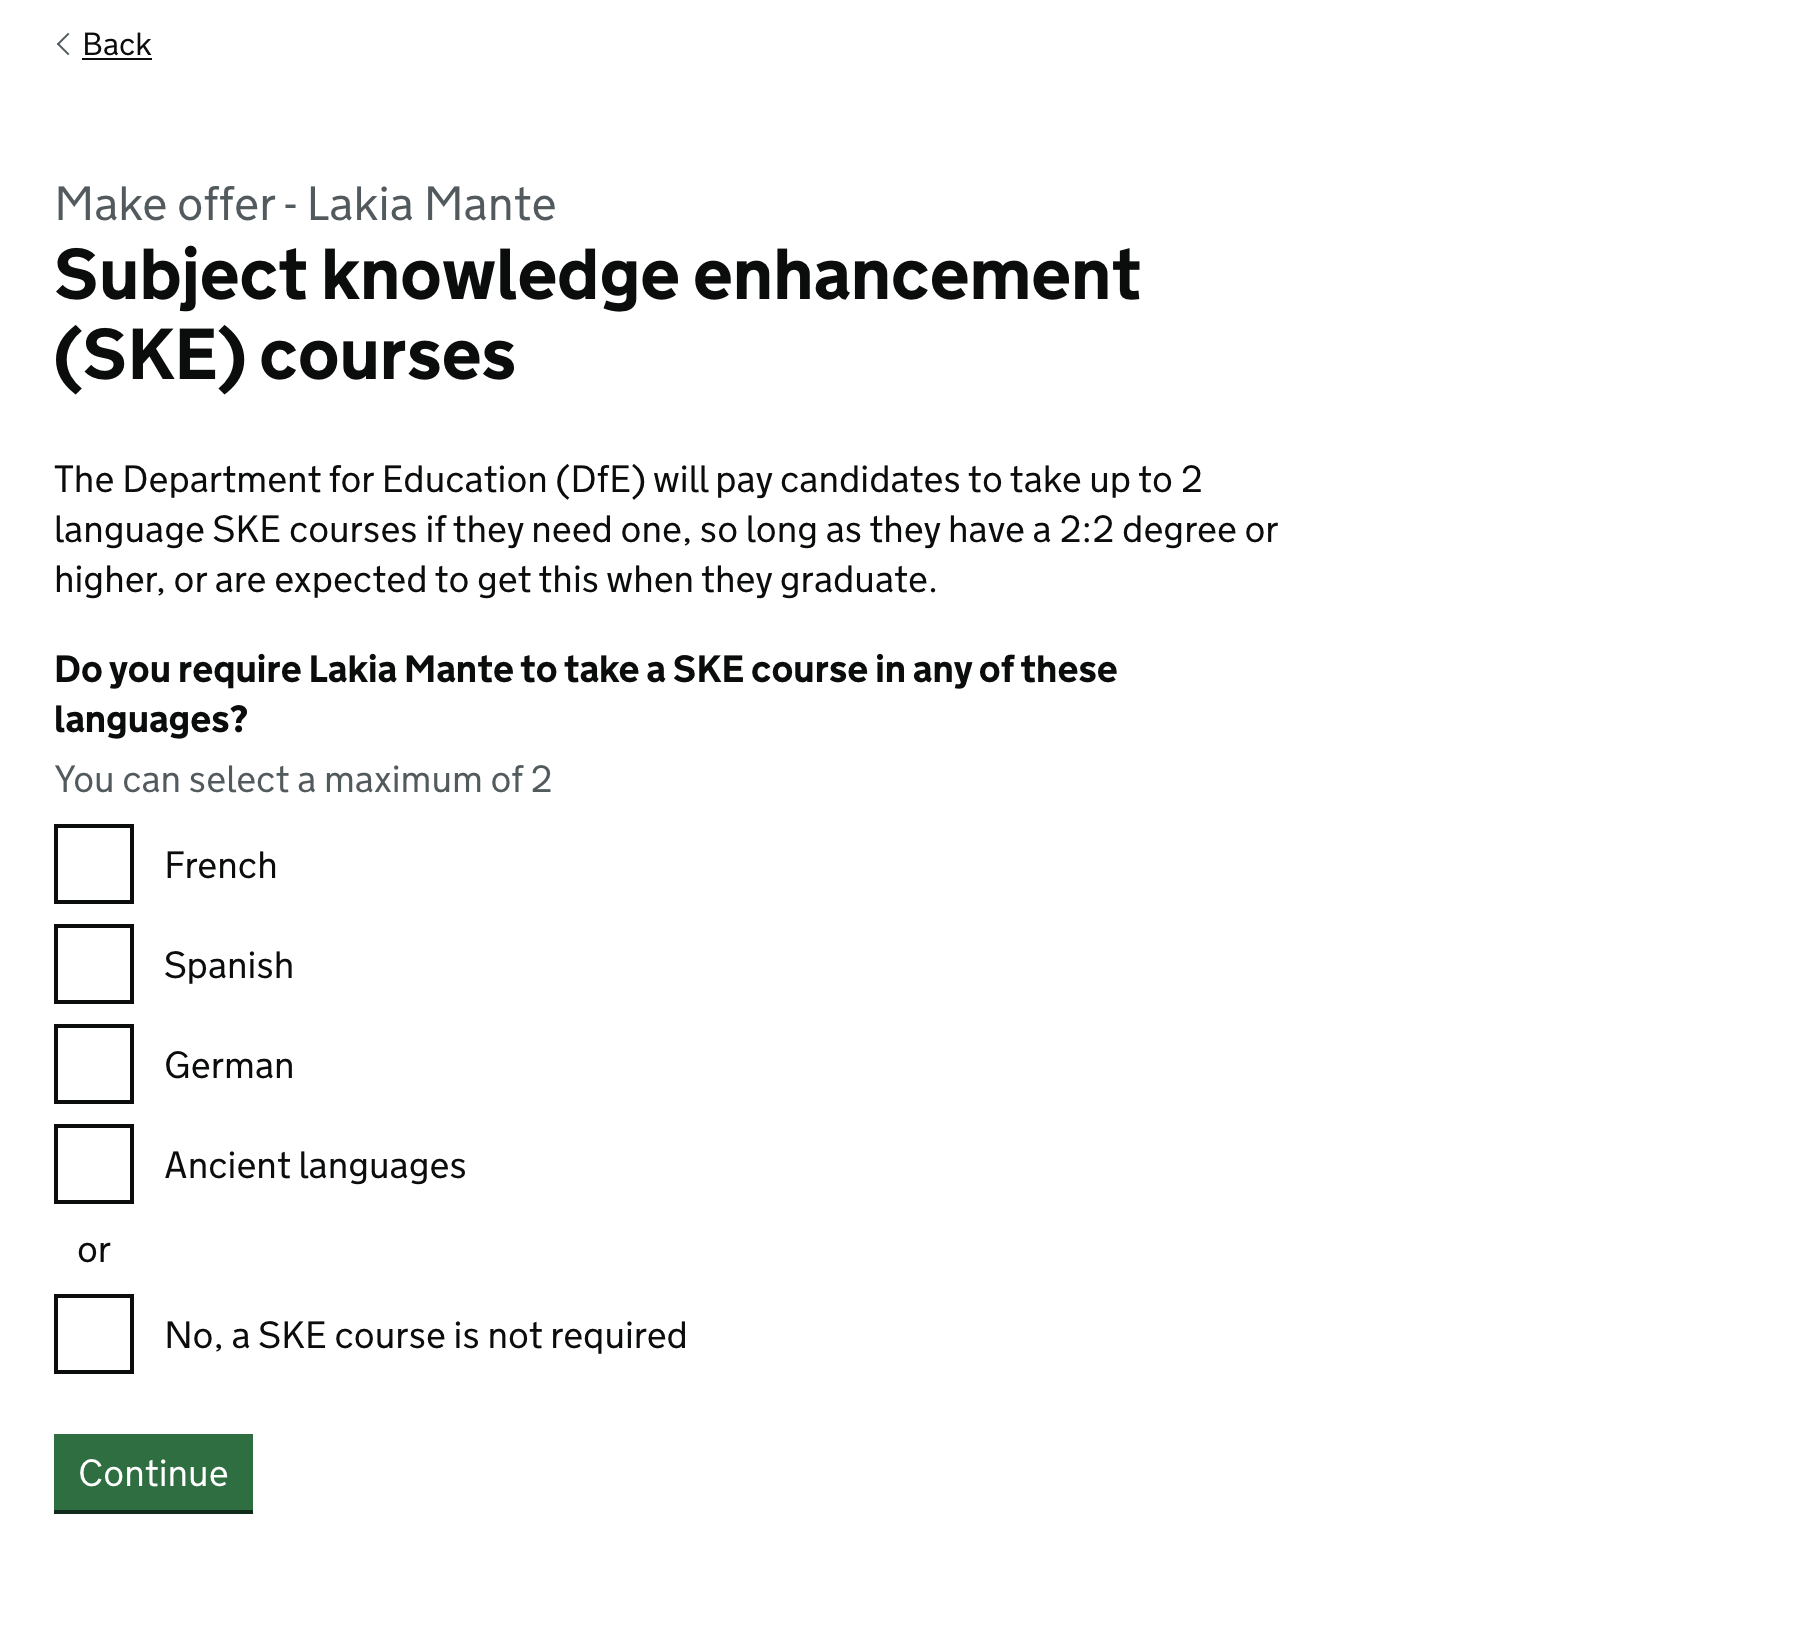 Back
Make offer - Lakia Mante
Subject knowledge enhancement
(SKE) courses
The Department for Education (DfE) will pay candidates to take up to 2
language SKE courses if they need one, so long as they have a 2:2 degree or
higher, or are expected to get this when they graduate.
Do you require Lakia Mante to take a SKE course in any of these
languages?
You can select a maximum of 2
French
Spanish
German
Ancient languages
or
No, a SKE course is not required
Continue